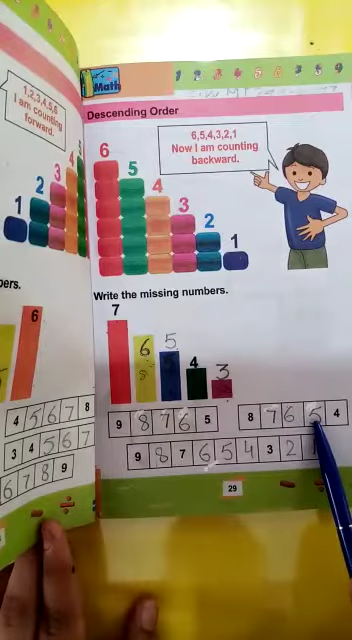 1,2,3,4,5,6
I am counting
forward.
1 2 3 4 5
6
4 5 6 7 8
3 4 5 6 7
6 7 8 9
Math
1 2 3 4 5 6 7 8 9
Descending Order
6,5,4,3,2,1
Now I am counting
backward.
6 5 4 3 2 1
Write the missing numbers.
7 6 5 4 3
9 8 7 6 5
8 7 6 5 4
9 8 7 6 5 4 3 2 1
29